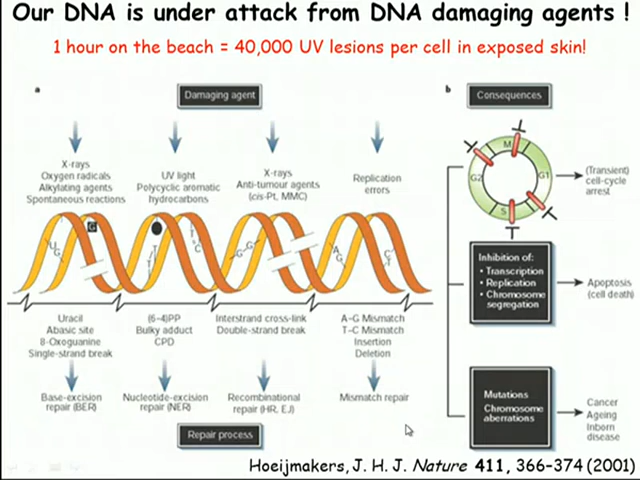 Our DNA is under attack from DNA damaging agents !
1 hour on the beach = 40,000 UV lesions per cell in exposed skin!
a
Damaging agent
X-rays
Oxygen radicals
Alkylating agents
Spontaneous reactions
UV light
Polycyclic aromatic
hydrocarbons
X-rays
Anti-tumour agents
(cis-Pt, MMC)
Replication
errors
U
G
G
T
T
C
G
G
A
G
C
T
Uracil
Abasic site
8-Oxoguanine
Single-strand break
(6–4)PP
Bulky adduct
CPD
Interstrand cross-link
Double-strand break
A–G Mismatch
T–C Mismatch
Insertion
Deletion
Base-excision
repair (BER)
Nucleotide-excision
repair (NER)
Recombinational
repair (HR, EJ)
Mismatch repair
Repair process
b
Consequences
M
G1
S
G2
(Transient)
cell-cycle
arrest
Inhibition of:
• Transcription
• Replication
• Chromosome
segregation
Apoptosis
(cell death)
Mutations
Chromosome
aberrations
Cancer
Ageing
Inborn
disease
Hoeijmakers, J. H. J. Nature 411, 366-374 (2001)